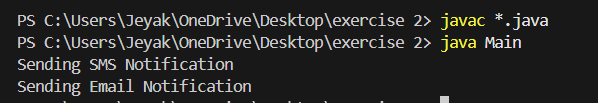 PS C:\Users\Jeyak\OneDrive\Desktop\exercise 2> javac *.java
PS C:\Users\Jeyak\OneDrive\Desktop\exercise 2> java Main
Sending SMS Notification
Sending Email Notification